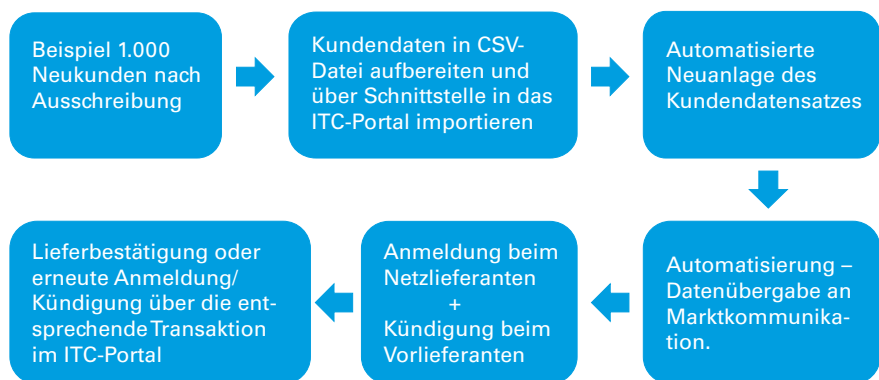 Beispiel 1.000
Neukunden nach
Ausschreibung
Kundendaten in CSV-
Datei aufbereiten und
über Schnittstelle in das
ITC-Portal importieren
Automatisierte
Neuanlage des
Kundendatensatzes
Automatisierung –
Datenübergabe an
Marktkommunika-
tion.
Anmeldung beim
Netzlieferanten
+
Kündigung beim
Vorlieferanten
Lieferbestätigung oder
erneute Anmeldung/
Kündigung über die ent-
sprechende Transaktion
im ITC-Portal